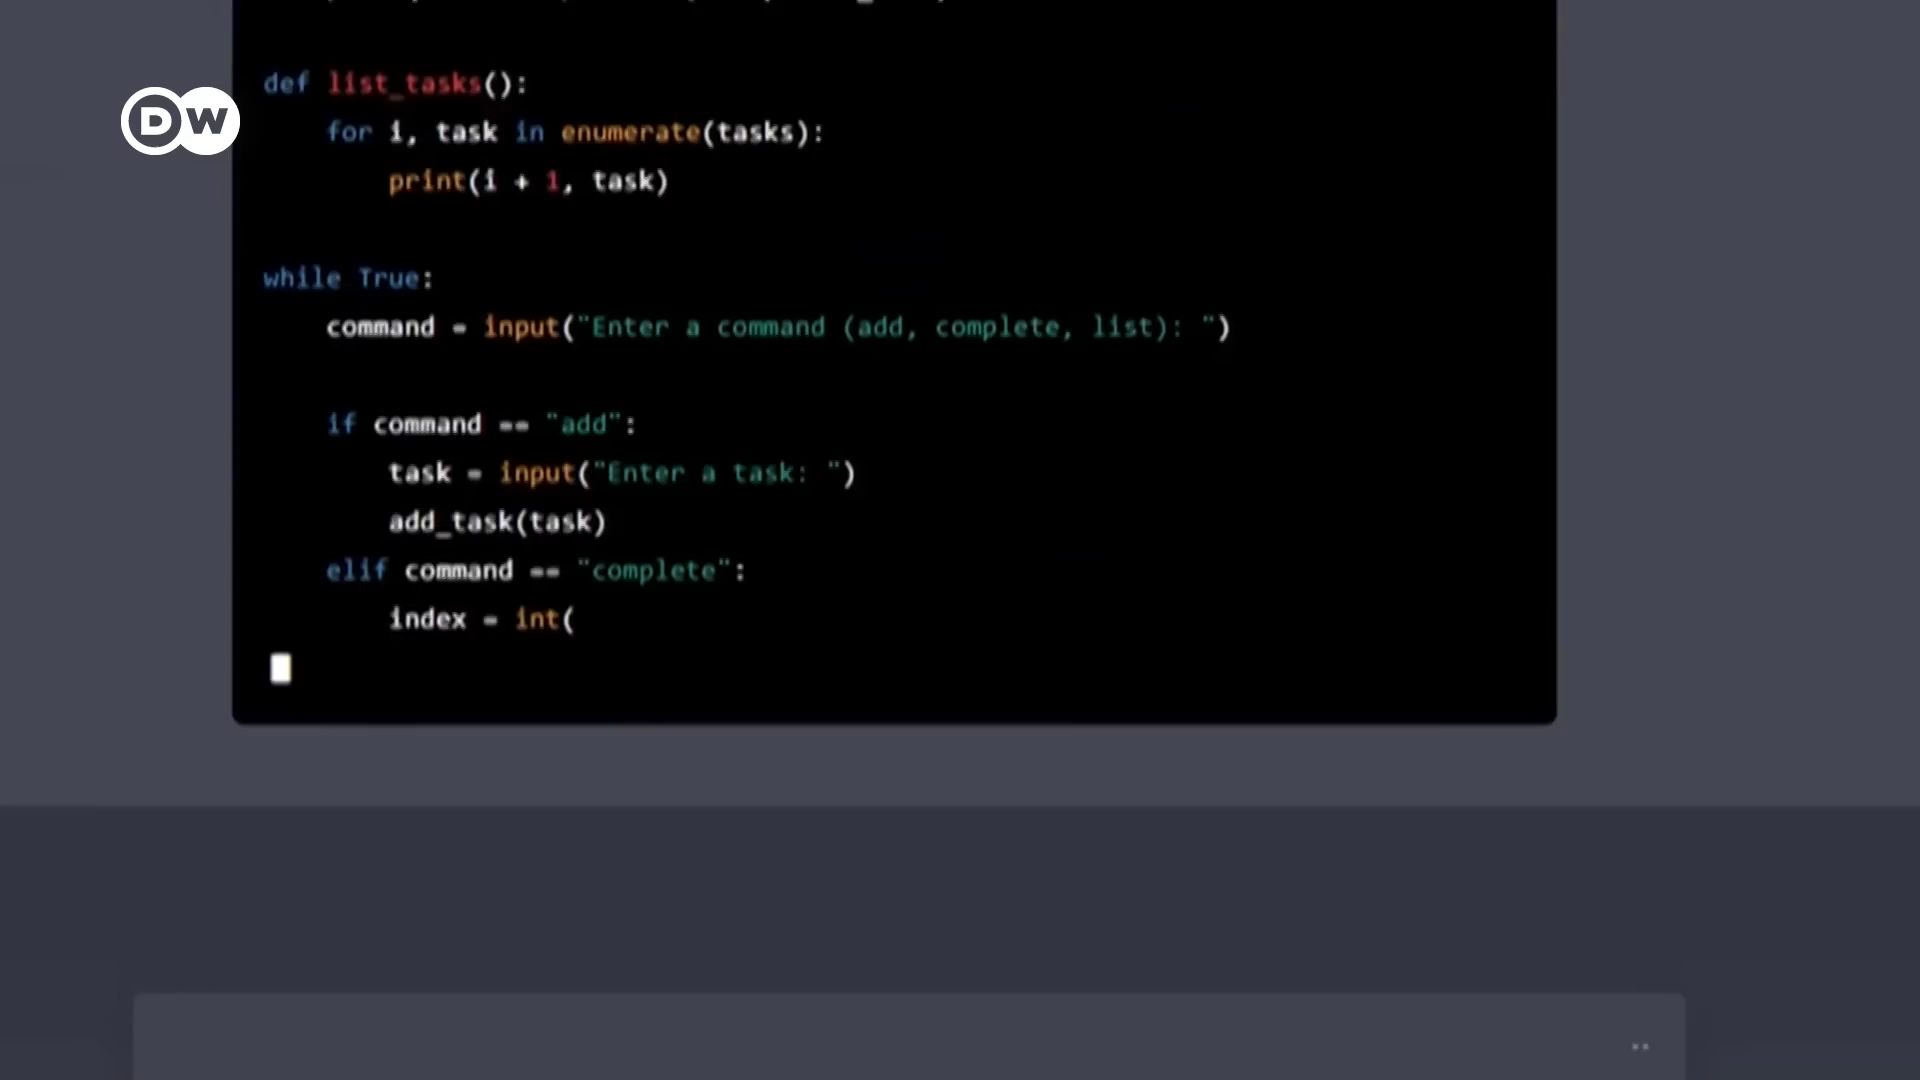 DW
def list_tasks():
for i, task in enumerate(tasks):
print(i + 1, task)
while True:
command = input("Enter a command (add, complete, list): ")
if command == "add":
task = input("Enter a task: ")
add_task(task)
elif command == "complete":
index = int(